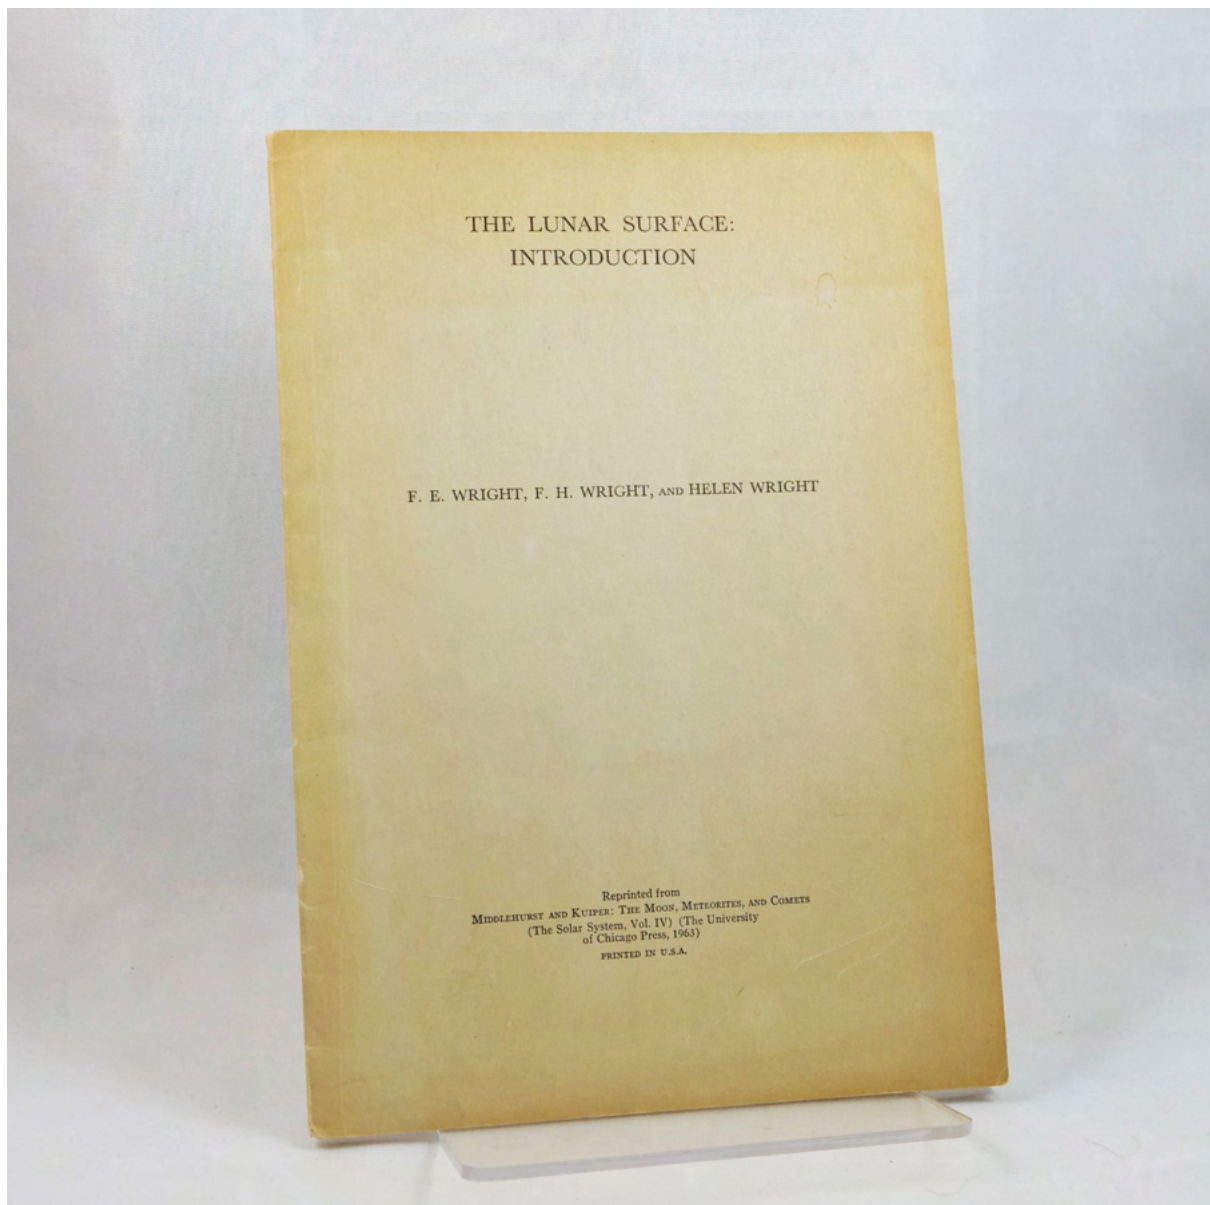 THE LUNAR SURFACE:
INTRODUCTION
F. E. WRIGHT, F. H. WRIGHT, AND HELEN WRIGHT
Reprinted from
MIDDLEHURST AND KUIPER: THE MOON, METEORITES, AND COMETS
(The Solar System, Vol. IV) (The University
of Chicago Press, 1963)
PRINTED IN U.S.A.